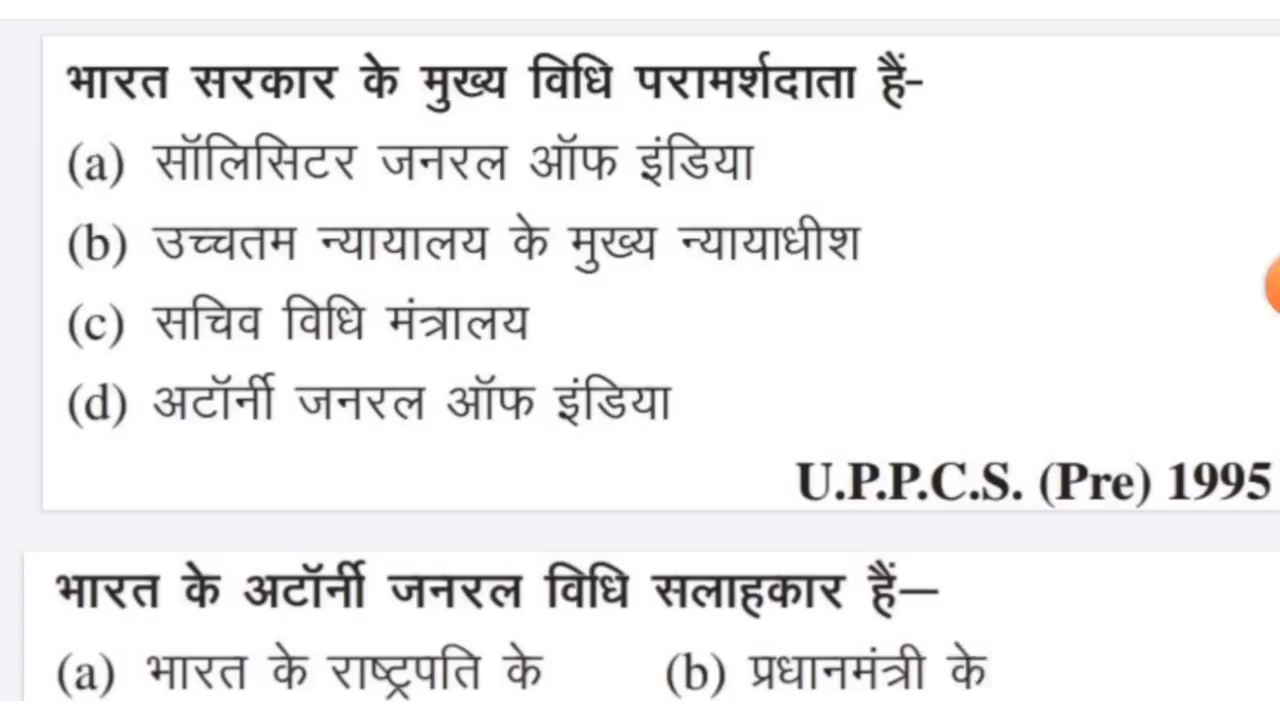 भारत सरकार के मुख्य विधि परामर्शदाता हैं-
(a) सॉलिसिटर जनरल ऑफ इंडिया
(b) उच्चतम न्यायालय के मुख्य न्यायाधीश
(c) सचिव विधि मंत्रालय
(d) अटॉर्नी जनरल ऑफ इंडिया
U.P.P.C.S. (Pre) 1995
भारत के अटॉर्नी जनरल विधि सलाहकार हैं—
(a) भारत के राष्ट्रपति के (b) प्रधानमंत्री के